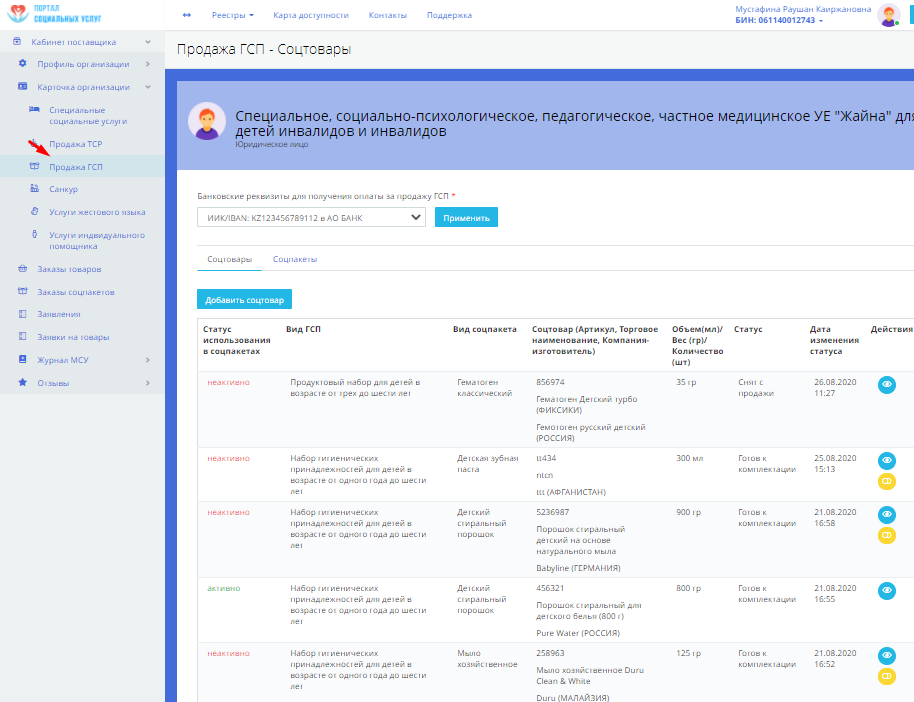 ПОРТАЛ
СОЦИАЛЬНЫХ УСЛУГ
Реестры
Карта доступности
Контакты
Поддержка
Мустафина Раушан Каиржановна
БИН: 061140012743
Кабинет поставщика
Профиль организации
Карточка организации
Специальные
социальные услуги
Продажа ТСР
Продажа ГСП
Санкур
Услуги жестового языка
Услуги индвидуального
помощника
Заказы товаров
Заказы соцпакетов
Заявления
Заявки на товары
Журнал МСУ
Отзывы
Продажа ГСП - Соцтовары
Специальное, социально-психологическое, педагогическое, частное медицинское УЕ "Жайна" для
детей инвалидов и инвалидов
Юридическое лицо
Банковские реквизиты для получения оплаты за продажу ГСП *
ИИК/IBAN: KZ123456789112 в АО БАНК
Применить
Соцтовары
Соцпакеты
Добавить соцтовар
Статус
использования
в соцпакетах
Вид ГСП
Вид соцпакета
Соцтовар (Артикул, Торговое
наименование, Компания-
изготовитель)
Объем(мл)/
Вес (гр)/
Количество
(шт)
Статус
Дата
изменения
статуса
Действия
неактивно
Продуктовый набор для детей в
возрасте от трех до шести лет
Гематоген
классический
856974
Гематоген Детский турбо
(ФИКСИКИ)
Гемотоген русский детский
(РОССИЯ)
35 гр
Снят с
продажи
26.08.2020
11:27
неактивно
Набор гигиенических
принадлежностей для детей в
возрасте от одного года до шести
лет
Детская зубная
паста
tt434
ntcn
ttt (АФГАНИСТАН)
300 мл
Готов к
комплектации
25.08.2020
15:13
неактивно
Набор гигиенических
принадлежностей для детей в
возрасте от одного года до шести
лет
Детский
стиральный
порошок
5236987
Порошок стиральный
детский на основе
натурального мыла
Babyline (ГЕРМАНИЯ)
900 гр
Готов к
комплектации
21.08.2020
16:58
активно
Набор гигиенических
принадлежностей для детей в
возрасте от одного года до шести
лет
Детский
стиральный
порошок
456321
Порошок стиральный для
детского белья (800 г)
Pure Water (РОССИЯ)
800 гр
Готов к
комплектации
21.08.2020
16:55
неактивно
Набор гигиенических
принадлежностей для детей в
возрасте от одного года до шести
лет
Мыло
хозяйственное
258963
Мыло хозяйственное Duru
Clean & White
Duru (МАЛАЙЗИЯ)
125 гр
Готов к
комплектации
21.08.2020
16:52